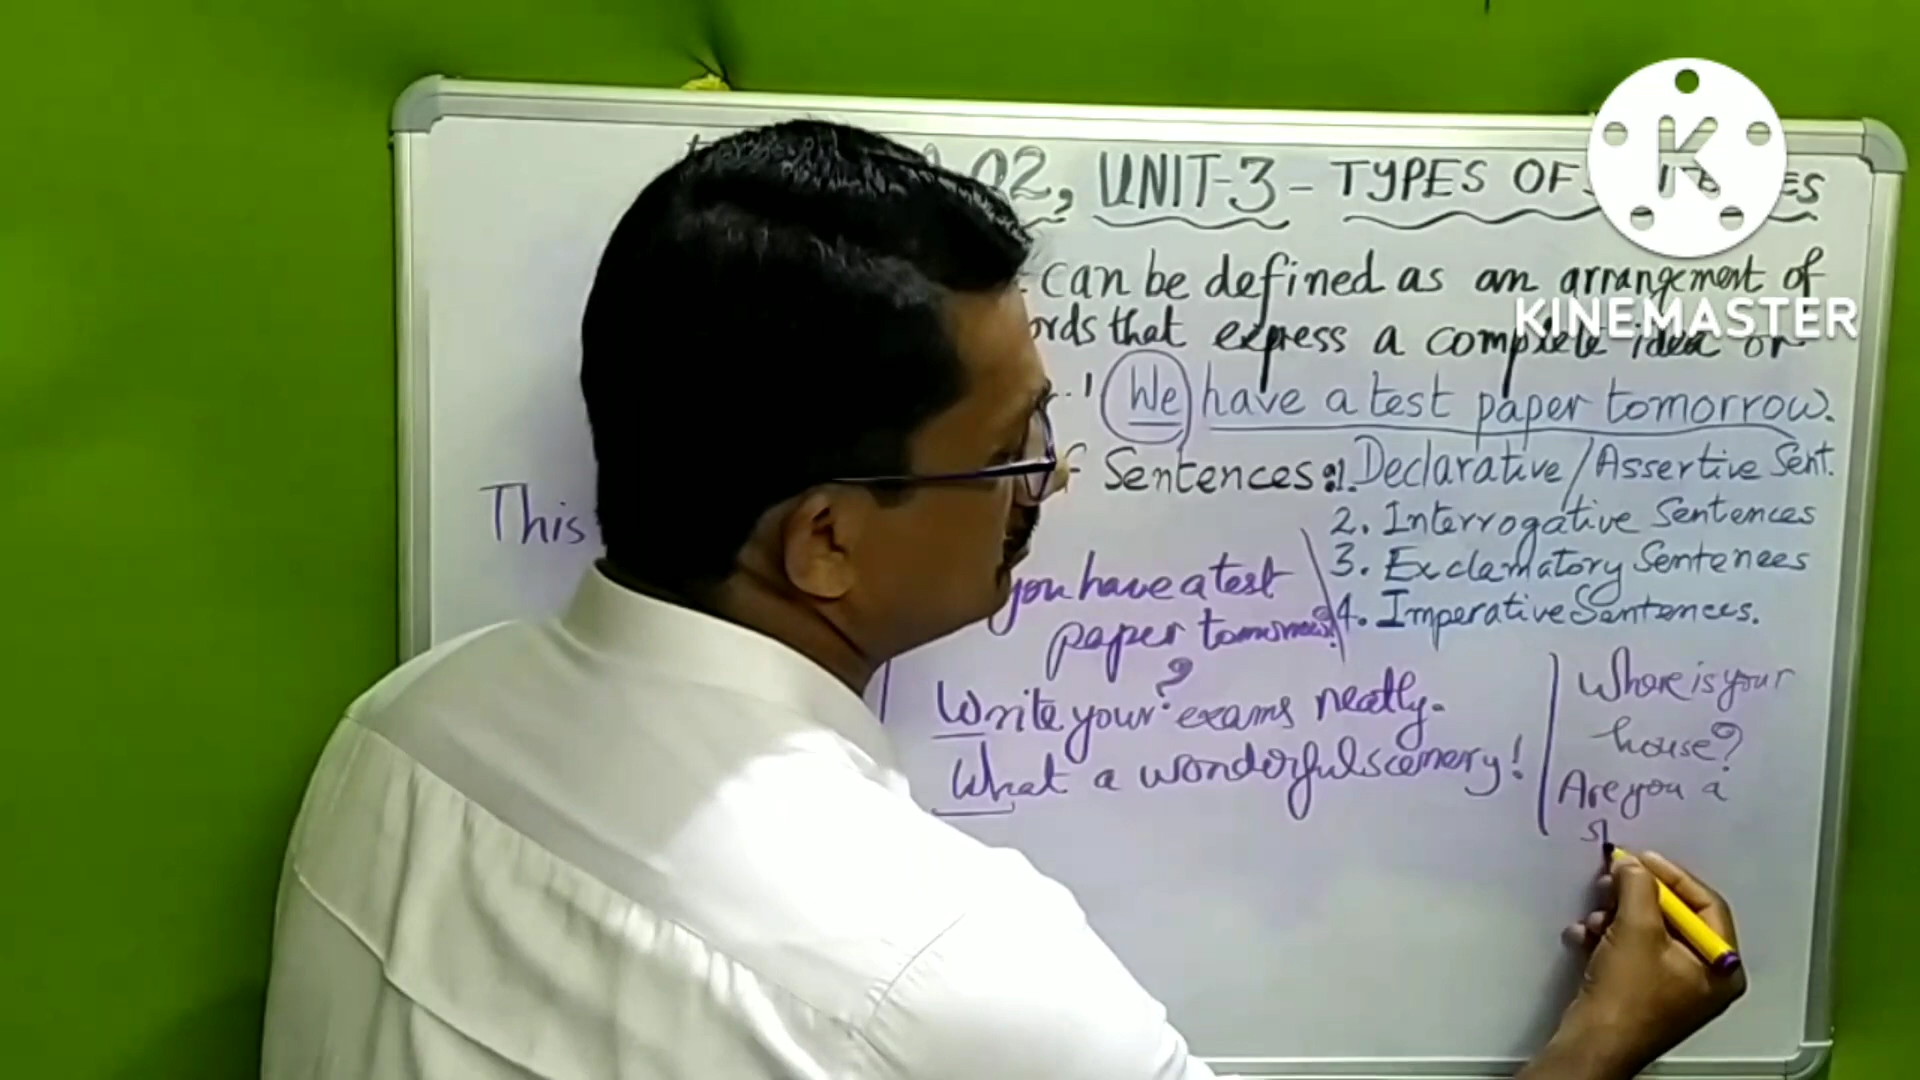 02, UNIT-3 - TYPES OF
can be defined as an arrangement of
that express a complete idea or
We have a test paper tomorrow.
Sentences: 1. Declarative / Assertive Sent.
2. Interrogative Sentences
3. Exclamatory Sentences
4. Imperative Sentences.
This
you have a test
paper tomorrow?
?
Write your exams neatly.
What a wonderful scenery!
Where is your
house?
Are you a
KINEMASTER